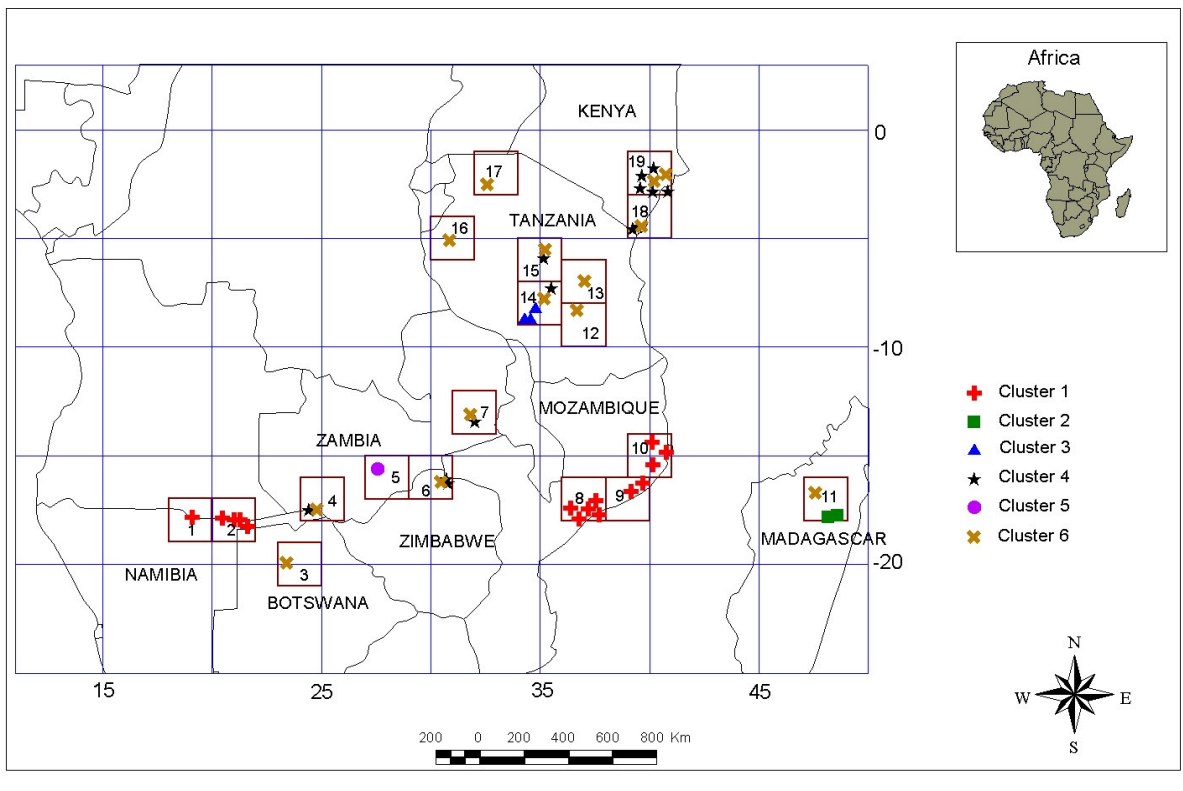 Africa
KENYA
0
19
17
18
TANZANIA
16
15
13
14
12
-10
MOZAMBIQUE
7
ZAMBIA
10
5
6
4
8
9
11
1
2
ZIMBABWE
MADAGASCAR
-20
NAMIBIA
3
BOTSWANA
Cluster 1
Cluster 2
Cluster 3
Cluster 4
Cluster 5
Cluster 6
15
25
35
45
N
W
E
S
200 0 200 400 600 800 Km